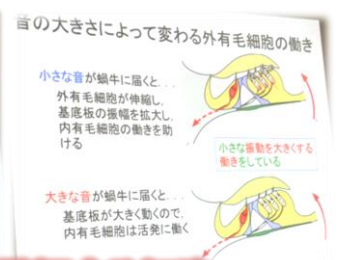 音の大きさによって変わる外有毛細胞の働き
小さな音が蝸牛に届くと...
外有毛細胞が伸縮し、
基底板の振幅を拡大し、
内有毛細胞の働きを助
ける
小さな振動を大きくする
働きをしている
大きな音が蝸牛に届くと...
基底板が大きく動くので、
内有毛細胞は活発に働く